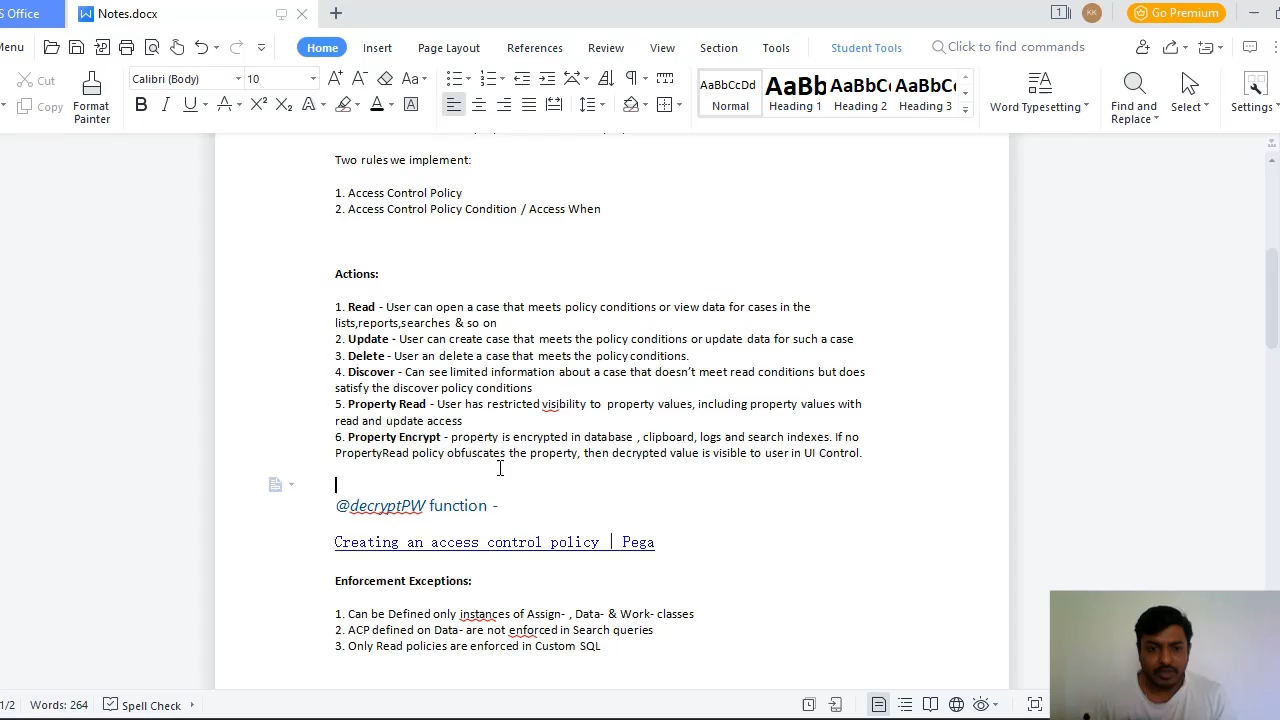 S Office
Notes.docx
1
KK
Go Premium
Menu
Home
Insert
Page Layout
References
Review
View
Section
Tools
Student Tools
Click to find commands
Cut
Copy
Format
Painter
Calibri (Body)
10
AaBbCcDd
Normal
AaBb
Heading 1
AaBbC
Heading 2
AaBbC
Heading 3
Word Typesetting
Find and
Replace
Select
Settings
Two rules we implement:
1. Access Control Policy
2. Access Control Policy Condition / Access When
Actions:
1. Read - User can open a case that meets policy conditions or view data for cases in the
lists,reports,searches & so on
2. Update - User can create case that meets the policy conditions or update data for such a case
3. Delete - User an delete a case that meets the policy conditions.
4. Discover - Can see limited information about a case that doesn't meet read conditions but does
satisfy the discover policy conditions
5. Property Read - User has restricted visibility to property values, including property values with
read and update access
6. Property Encrypt - property is encrypted in database , clipboard, logs and search indexes. If no
PropertyRead policy obfuscates the property, then decrypted value is visible to user in UI Control.
@decryptPW function -
Creating an access control policy | Pega
Enforcement Exceptions:
1. Can be Defined only instances of Assign- , Data- & Work- classes
2. ACP defined on Data- are not enforced in Search queries
3. Only Read policies are enforced in Custom SQL
1/2
Words: 264
Spell Check